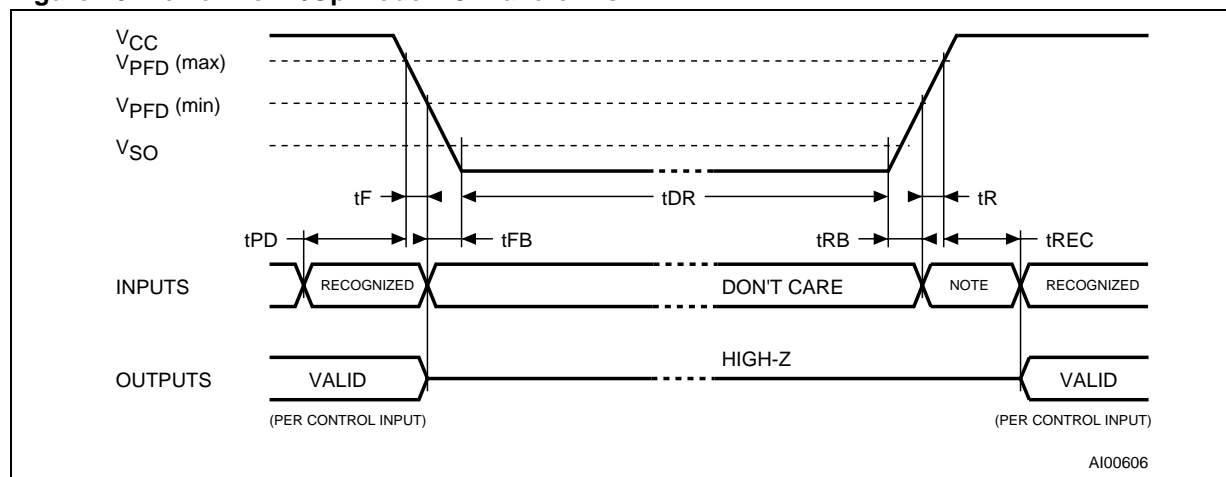 VCC
VPFD (max)
VPFD (min)
VSO
tF
tDR
tR
tPD
tFB
tRB
tREC
INPUTS
RECOGNIZED
DON'T CARE
NOTE
RECOGNIZED
OUTPUTS
VALID
HIGH-Z
VALID
(PER CONTROL INPUT)
(PER CONTROL INPUT)
AI00606